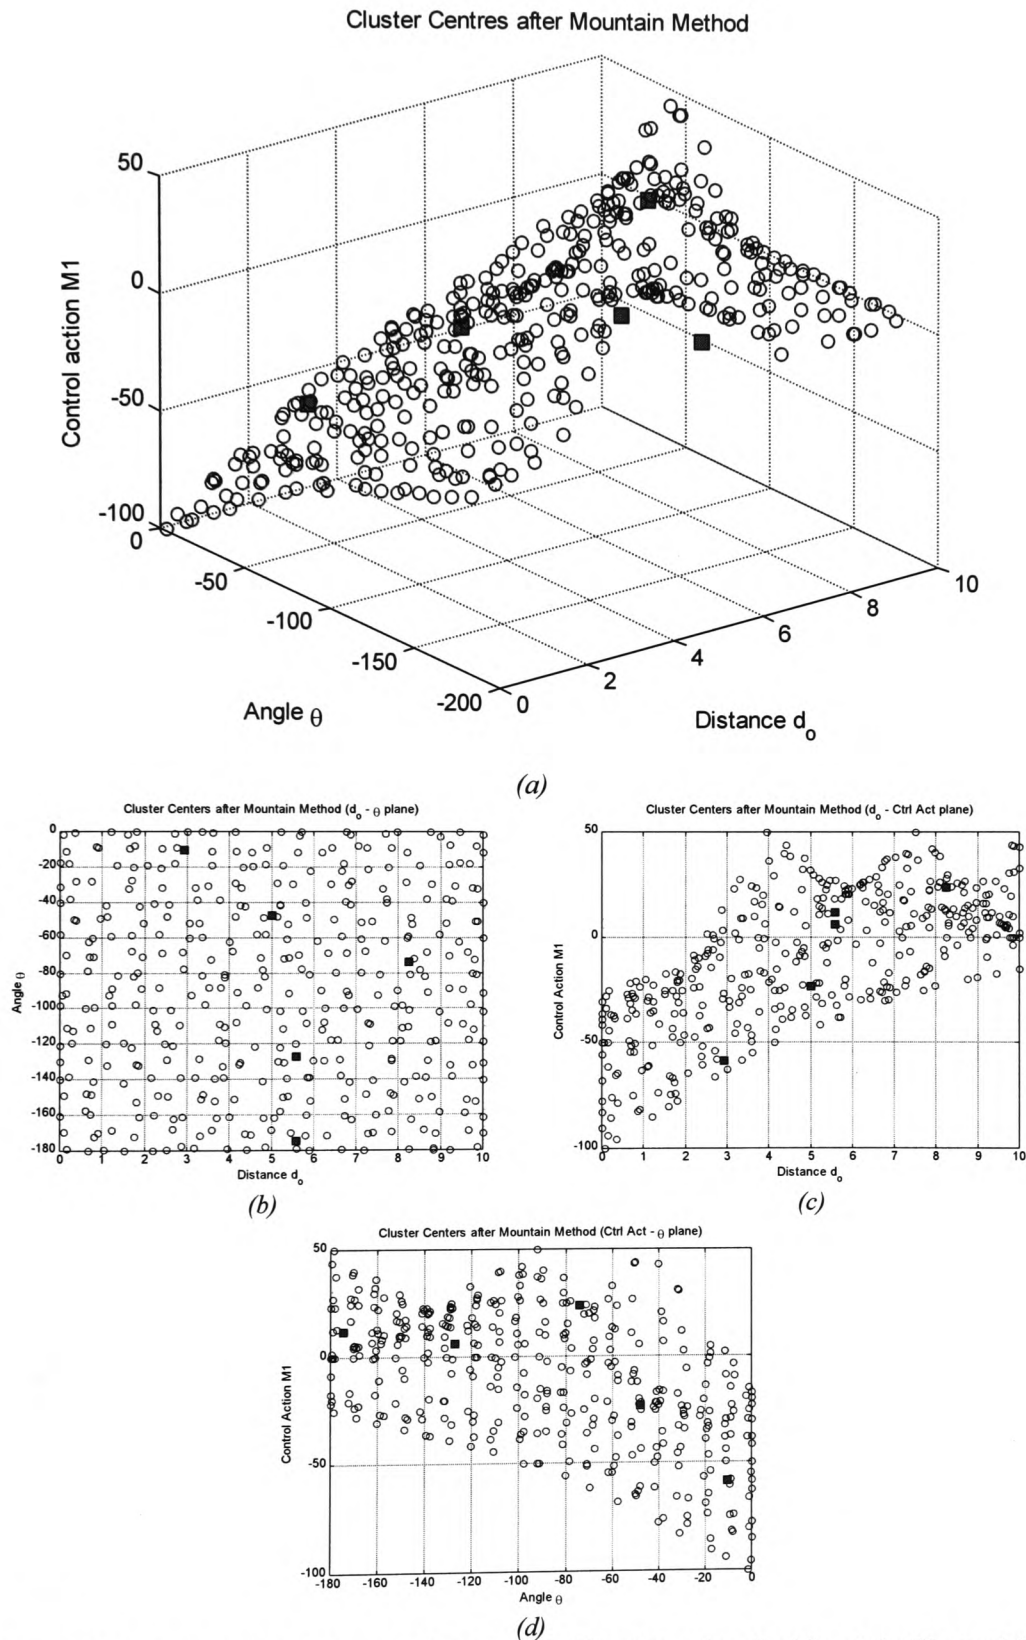 Cluster Centres after Mountain Method
50
0
-50
-100
Control action M1
0
-50
-100
-150
-200
Angle θ
0
2
4
6
8
10
Distance d_o
(a)
Cluster Centers after Mountain Method (d_o - θ plane)
0
-20
-40
-60
-80
-100
-120
-140
-160
-180
Angle θ
0 1 2 3 4 5 6 7 8 9 10
Distance d_o
(b)
Cluster Centers after Mountain Method (d_o - Ctrl Act plane)
50
0
-50
-100
Control Action M1
0 1 2 3 4 5 6 7 8 9 10
Distance d_o
(c)
Cluster Centers after Mountain Method (Ctrl Act - θ plane)
50
0
-50
-100
Control Action M1
-180 -160 -140 -120 -100 -80 -60 -40 -20 0
Angle θ
(d)